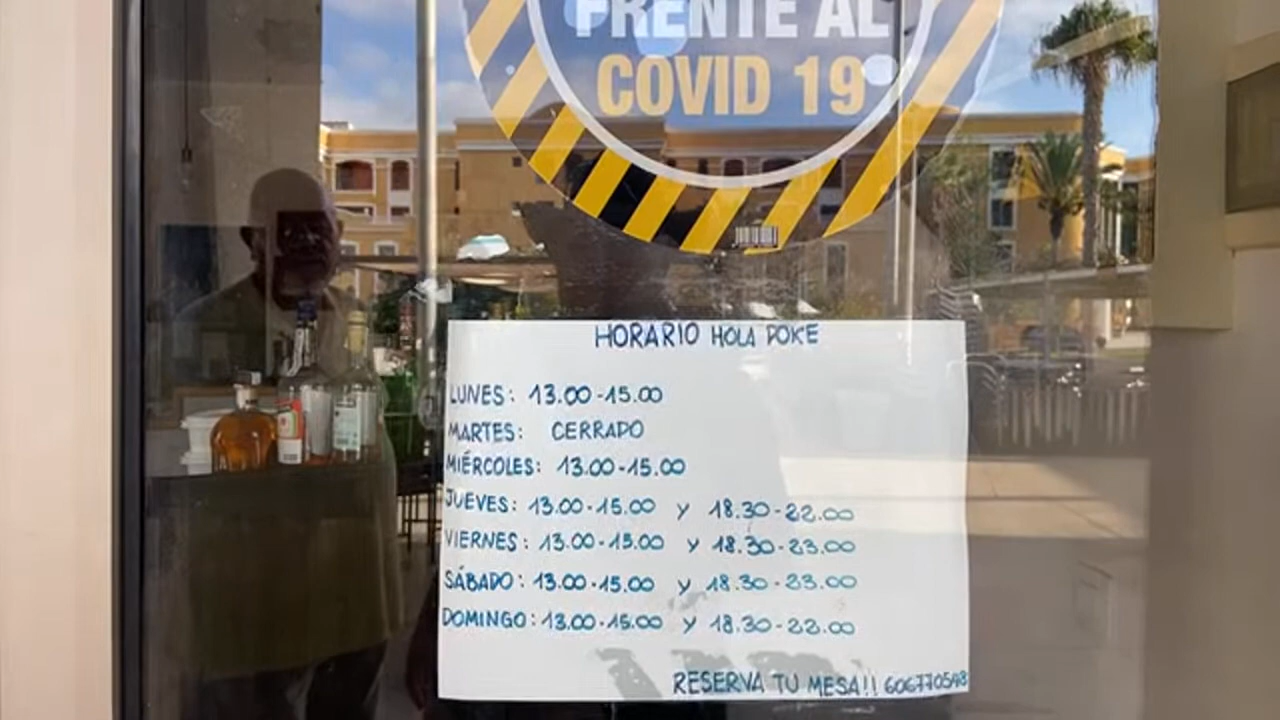 FRENTE AL
COVID 19
HORARIO HOLA POKE
LUNES: 13.00-15.00
MARTES: CERRADO
MIÉRCOLES: 13.00-15.00
JUEVES: 13.00-15.00 y 18.30-22.00
VIERNES: 13.00-15.00 y 18.30-23.00
SÁBADO: 13.00-15.00 y 18.30-23.00
DOMINGO: 13.00-15.00 y 18.30-22.00
RESERVA TU MESA!! 606770548